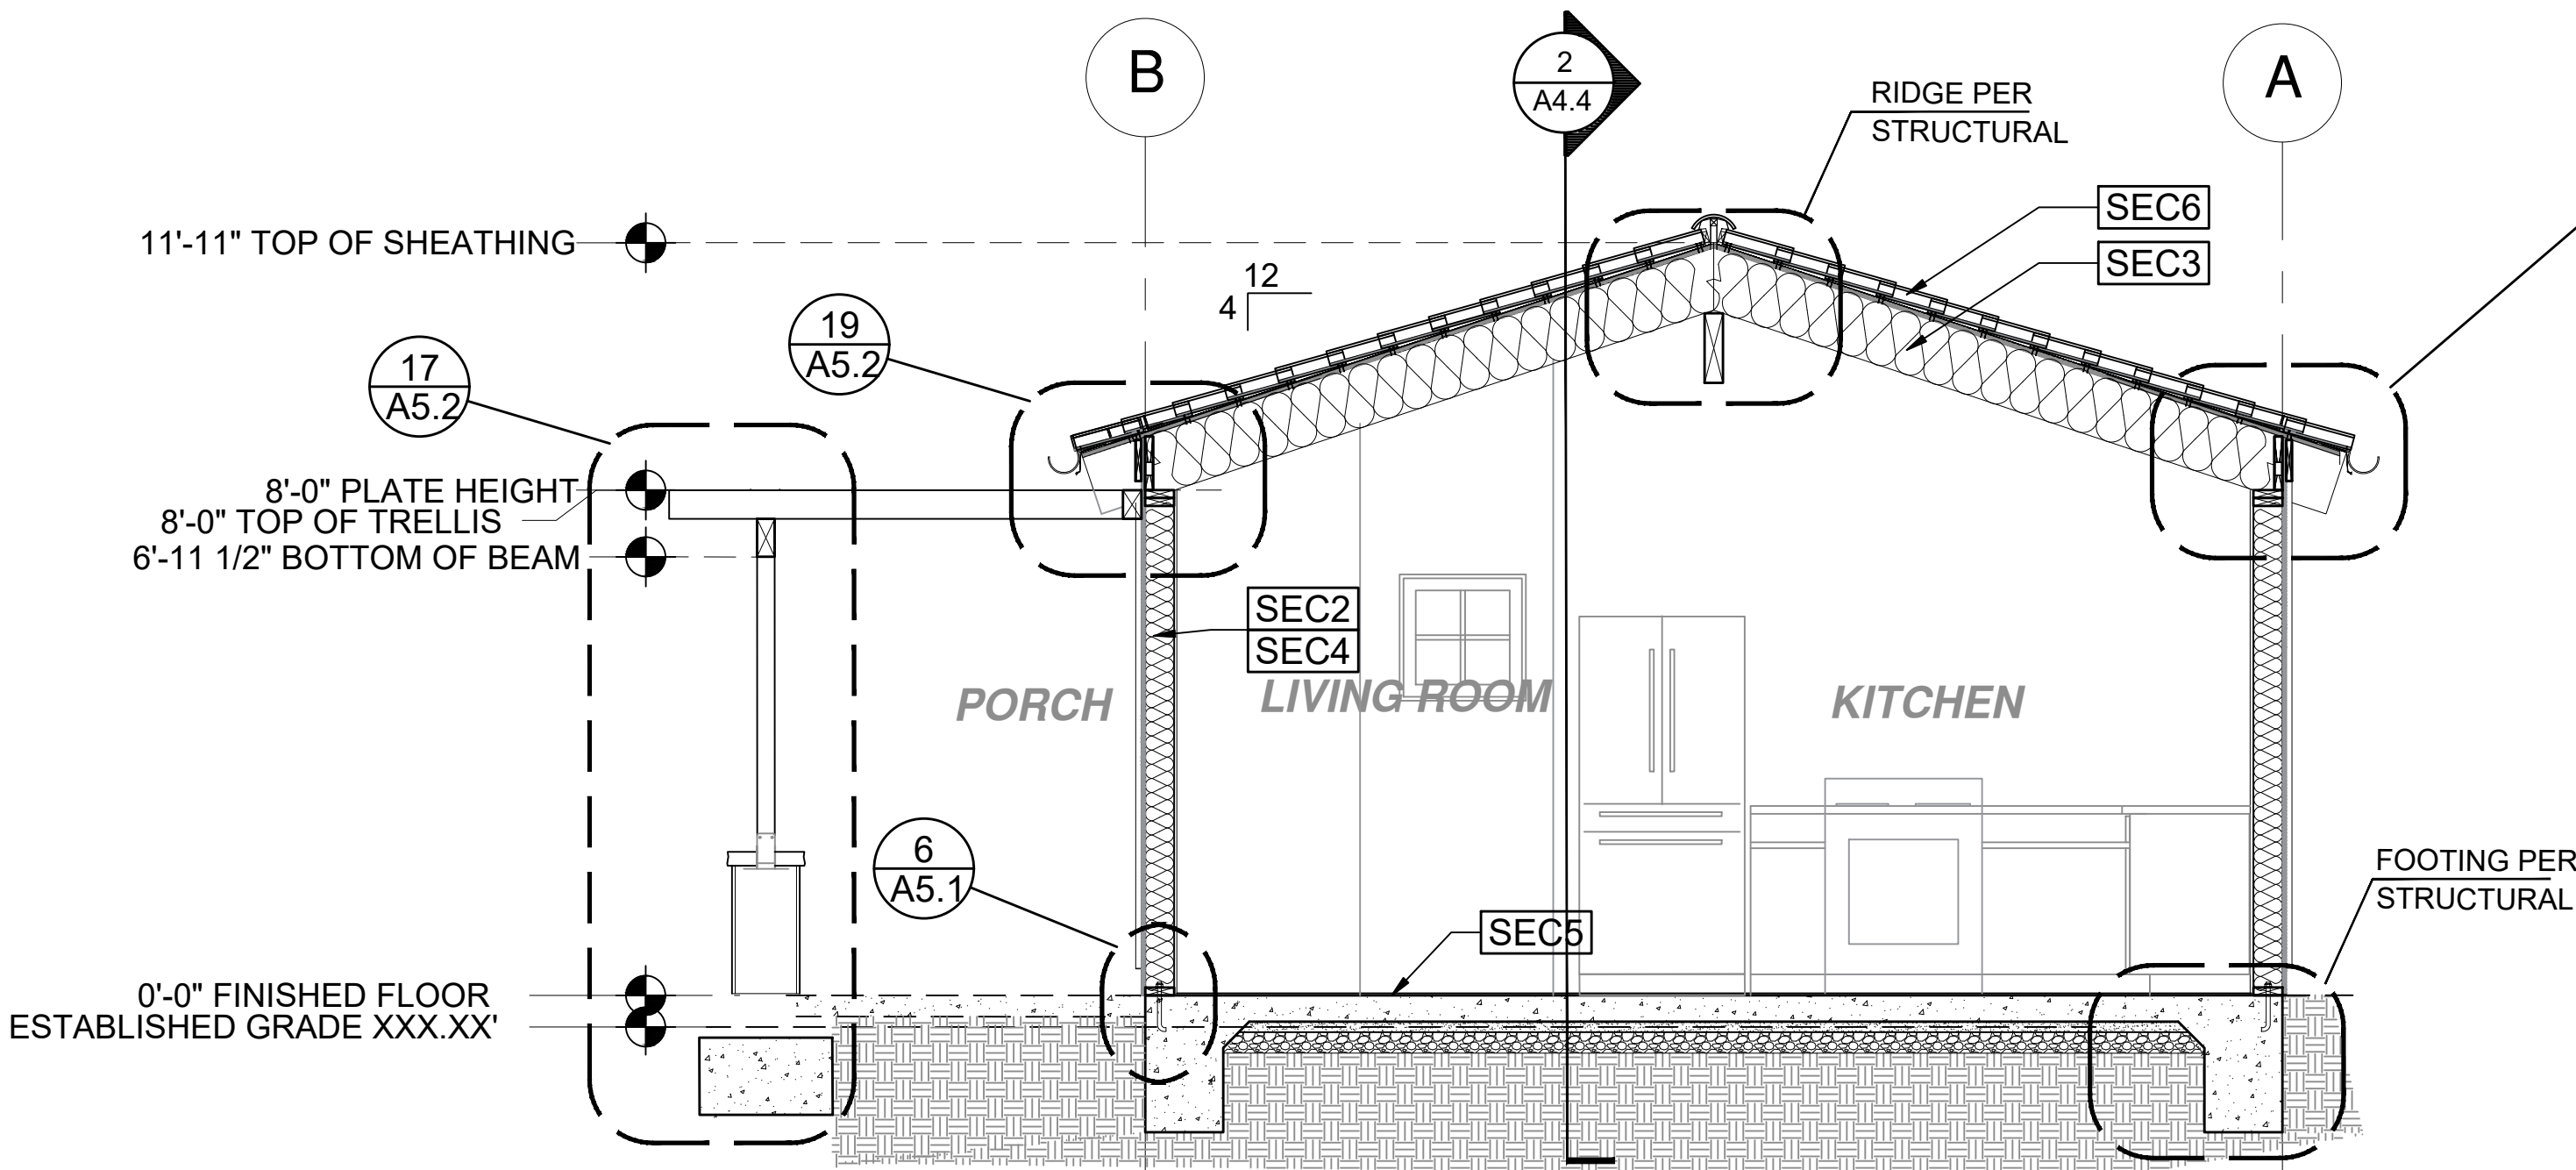 B
2
A4.4
A
RIDGE PER
STRUCTURAL
SEC6
11'-11" TOP OF SHEATHING
SEC3
12
4
19
A5.2
17
A5.2
8'-0" PLATE HEIGHT
8'-0" TOP OF TRELLIS
6'-11 1/2" BOTTOM OF BEAM
SEC2
SEC4
PORCH
LIVING ROOM
KITCHEN
6
A5.1
FOOTING PER
STRUCTURAL
SEC5
0'-0" FINISHED FLOOR
ESTABLISHED GRADE XXX.XX'